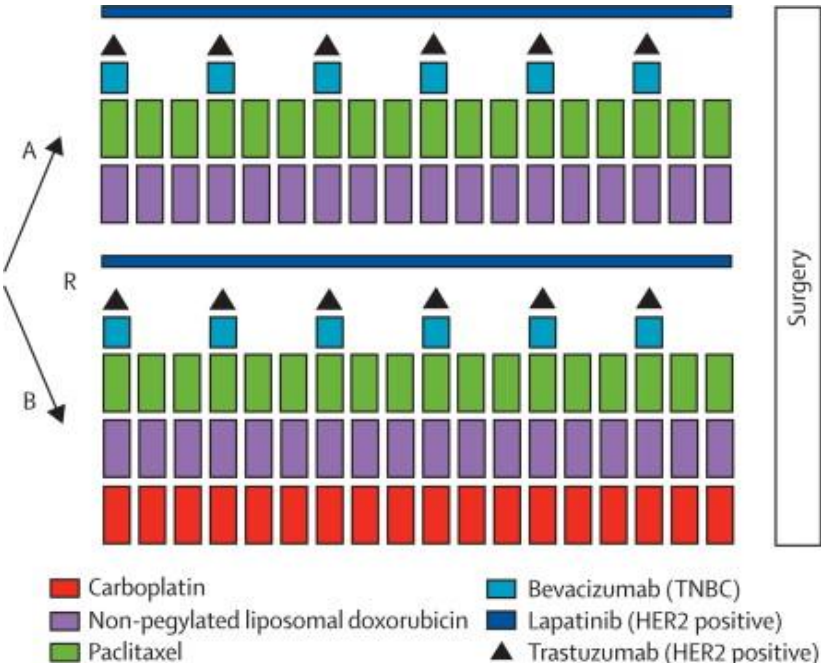 A
R
B
Surgery
Carboplatin
Non-pegylated liposomal doxorubicin
Paclitaxel
Bevacizumab (TNBC)
Lapatinib (HER2 positive)
Trastuzumab (HER2 positive)